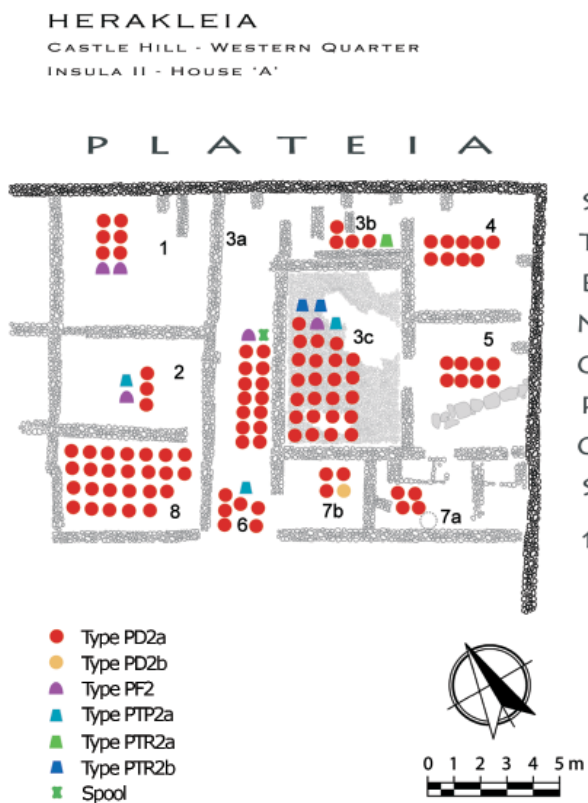 HERAKLEIA
CASTLE HILL - WESTERN QUARTER
INSULA II - HOUSE 'A'
P L A T E I A
3b
4
1
3a
3c
5
2
8
6
7b
7a
Type PD2a
Type PD2b
Type PF2
Type PTP2a
Type PTR2a
Type PTR2b
Spool
0 1 2 3 4 5 m